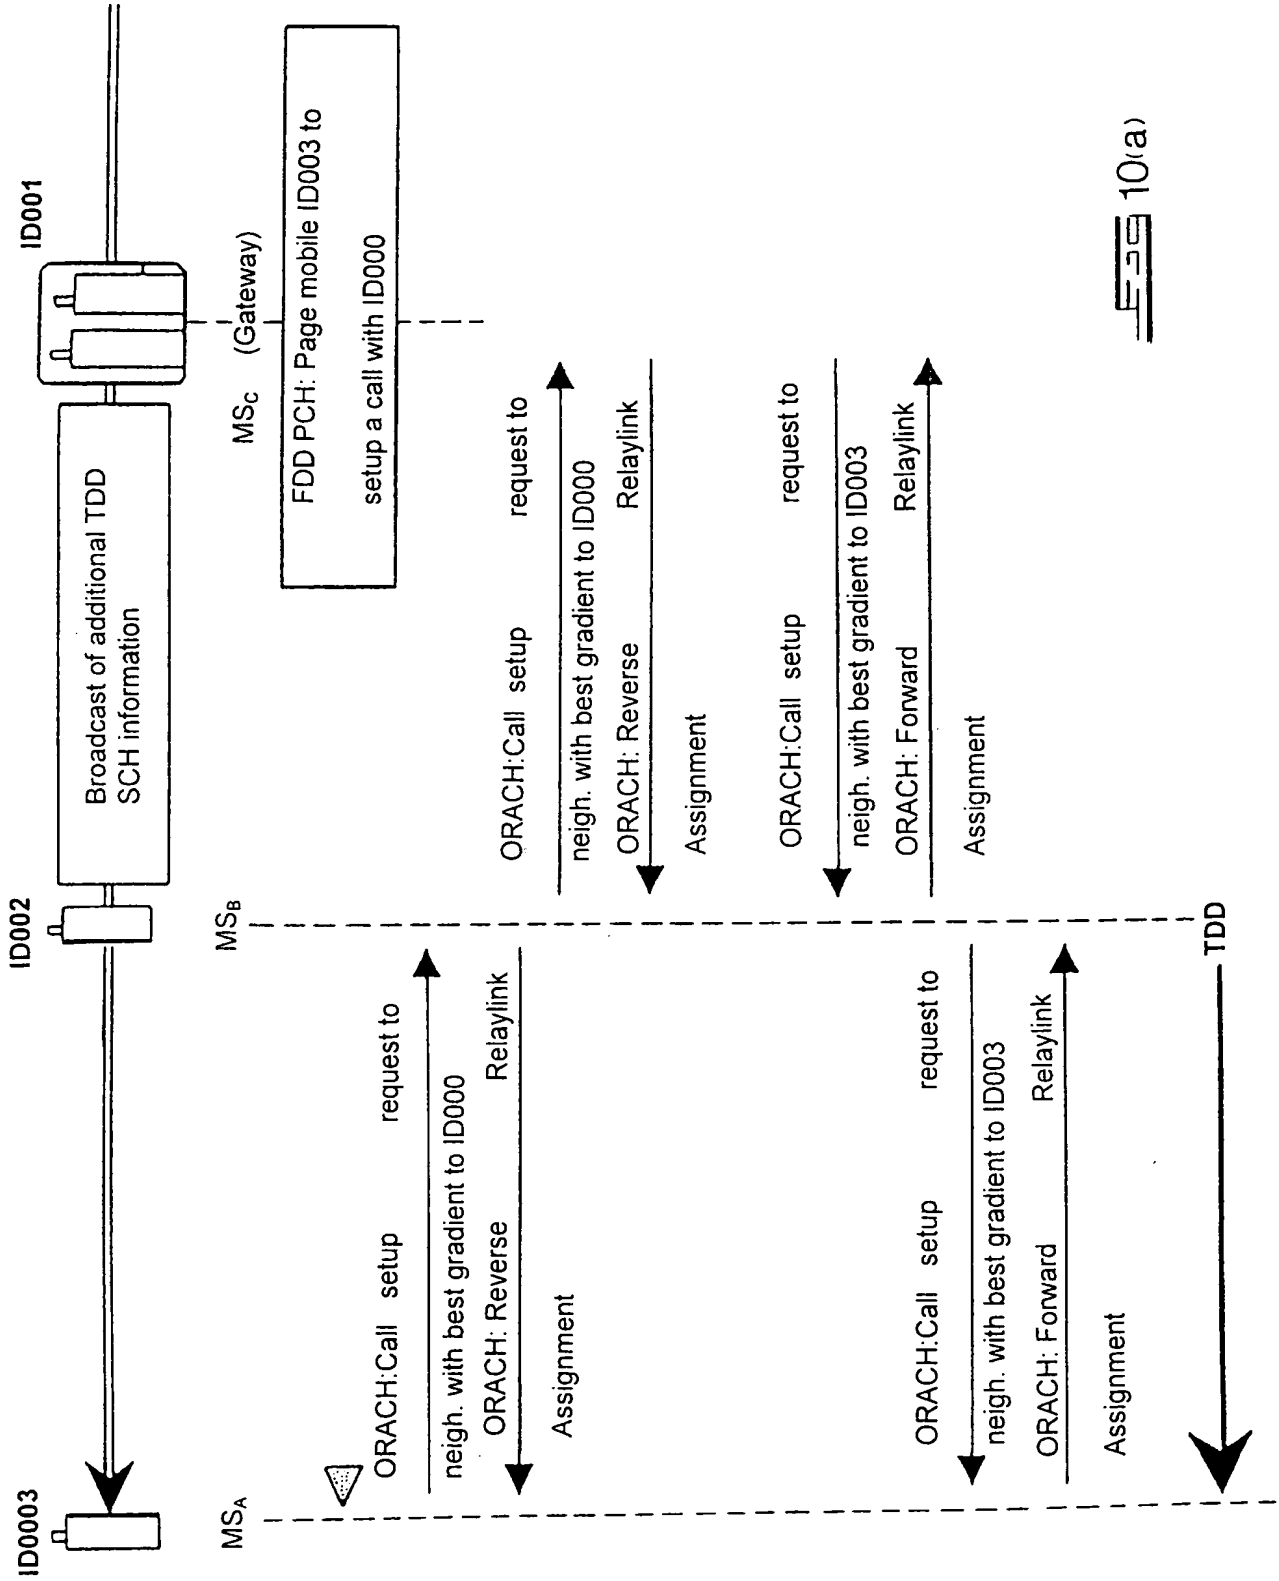 ID0003
ID002
ID001
Broadcast of additional TDD
SCH information
MSA
MSB
MSC (Gateway)
FDD PCH: Page mobile ID003 to
setup a call with ID000
ORACH:Call setup request to
neigh. with best gradient to ID000
ORACH: Reverse Relaylink
Assignment
ORACH:Call setup request to
neigh. with best gradient to ID000
ORACH: Reverse Relaylink
Assignment
ORACH:Call setup request to
neigh. with best gradient to ID003
ORACH: Forward Relaylink
Assignment
ORACH:Call setup request to
neigh. with best gradient to ID003
ORACH: Forward Relaylink
Assignment
TDD
Fig 10(a)